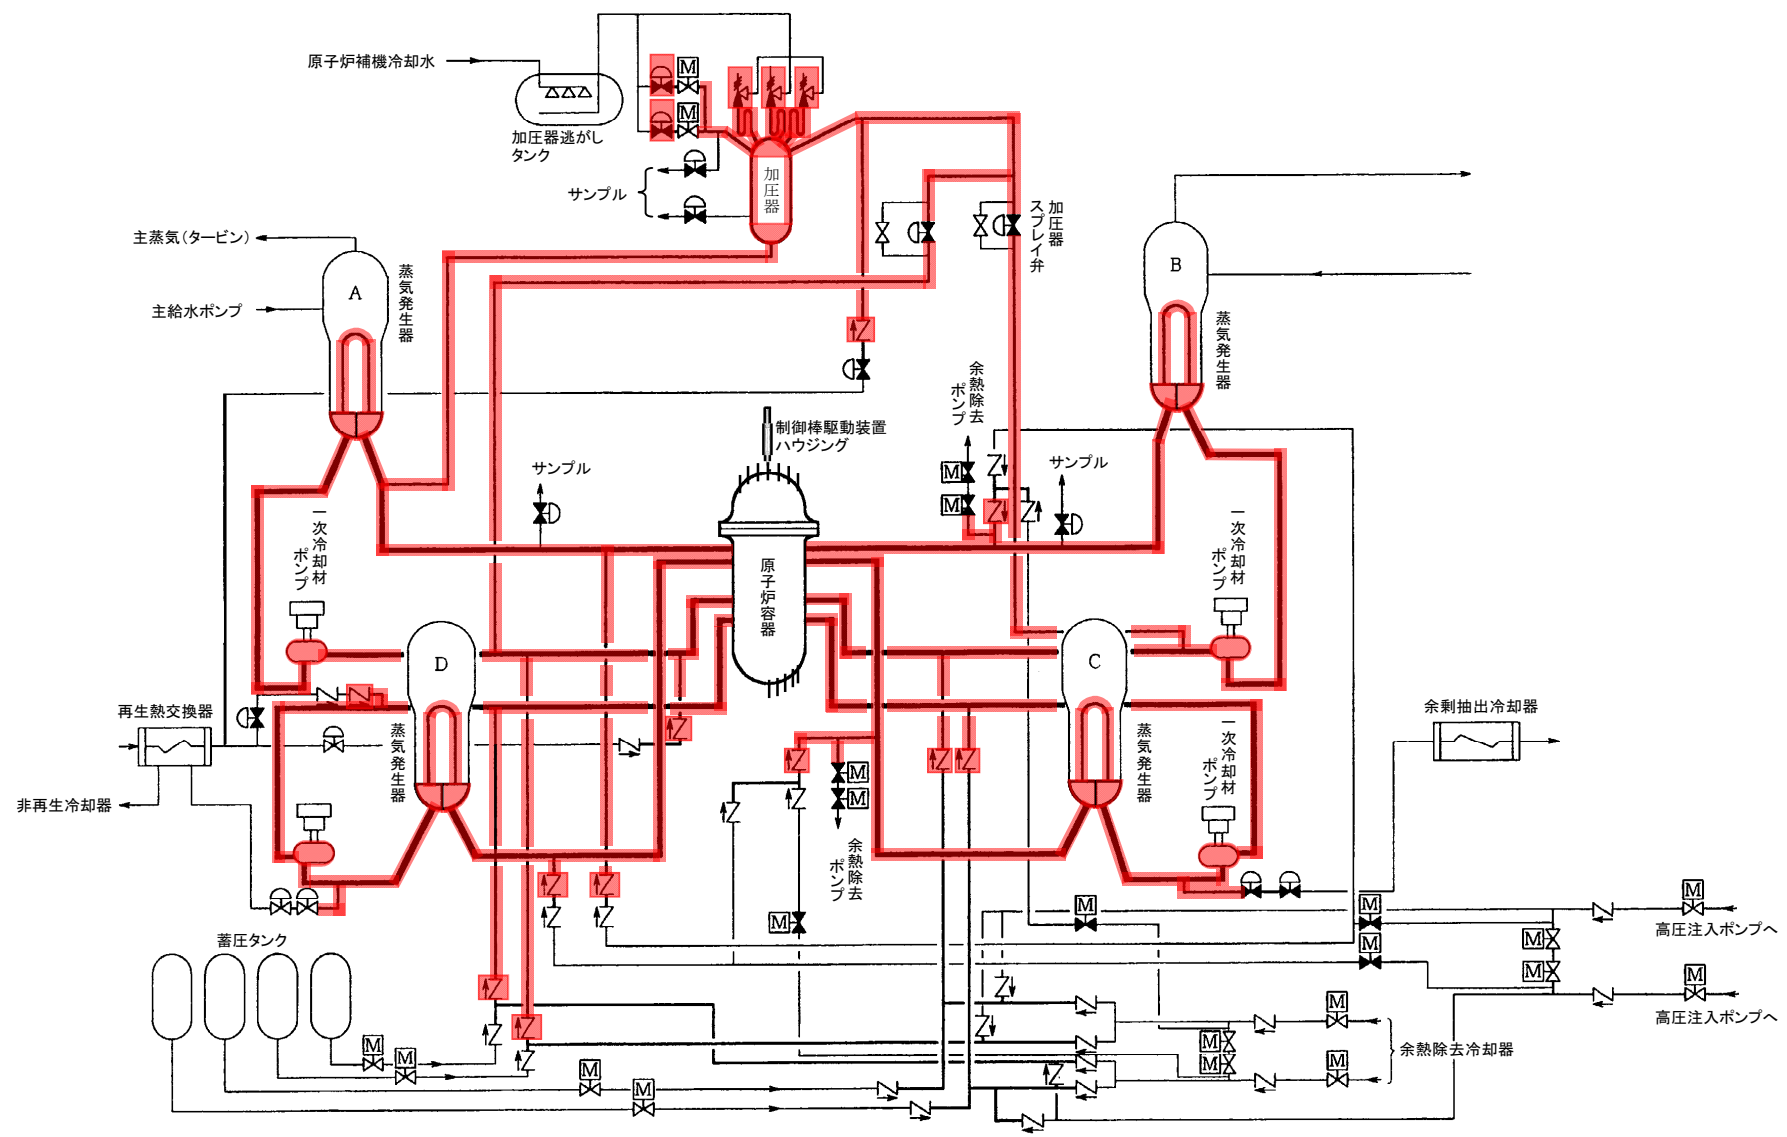 原子炉補機冷却水
M
M
加圧器逃がし
タンク
サンプル
加圧器
加圧器
スプレイ弁
主蒸気(タービン)
A
蒸気発生器
主給水ポンプ
B
蒸気発生器
余熱除去
ポンプ
制御棒駆動装置
ハウジング
サンプル
M
M
サンプル
一次冷却材
ポンプ
原子炉容器
一次冷却材
ポンプ
D
C
再生熱交換器
蒸気発生器
M
M
蒸気発生器
一次冷却材
ポンプ
余剰抽出冷却器
非再生冷却器
余熱除去
ポンプ
M
M
M
M
M
高圧注入ポンプへ
蓄圧タンク
M
M
M
高圧注入ポンプへ
M
M
M
M
M
余熱除去冷却器
M
M
M
M